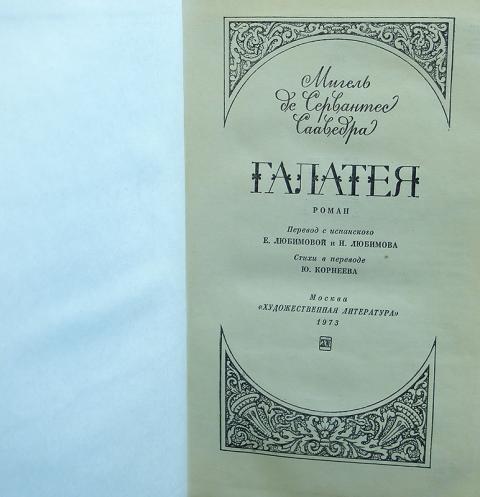 Мигель
де Сервантес
Сааведра
ГАЛАТЕЯ
РОМАН
Перевод с испанского
Е. ЛЮБИМОВОЙ и Н. ЛЮБИМОВА
Стихи в переводе
Ю. КОРНЕЕВА
Москва
«ХУДОЖЕСТВЕННАЯ ЛИТЕРАТУРА»
1973